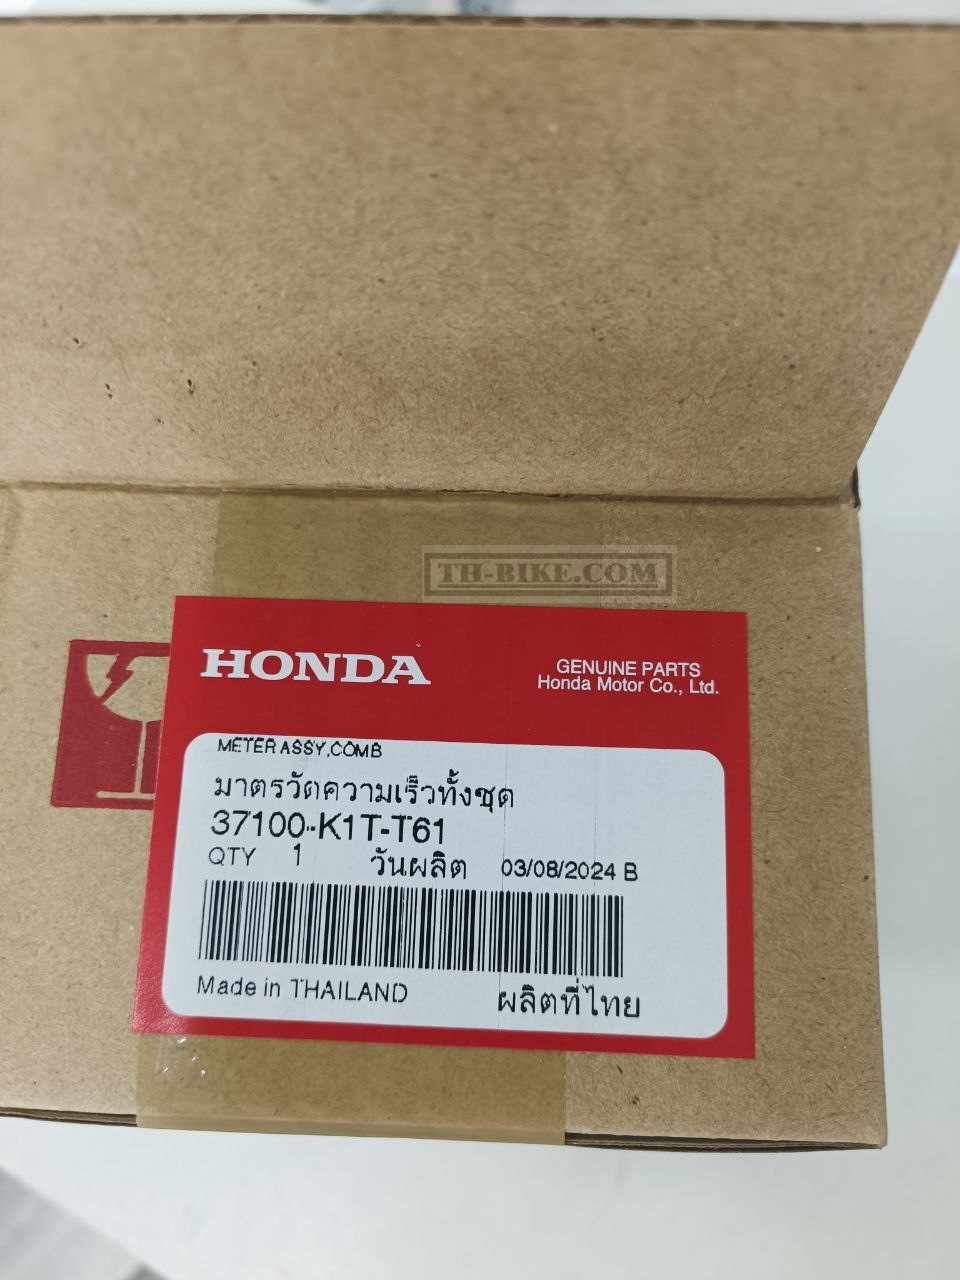 TH-BIKE.COM
HONDA
GENUINE PARTS
Honda Motor Co., Ltd.
METER ASSY,COMB
มาตรวัดความเร็วทั้งชุด
37100-K1T-T61
QTY 1 วันผลิต 03/08/2024 B
Made in THAILAND ผลิตที่ไทย